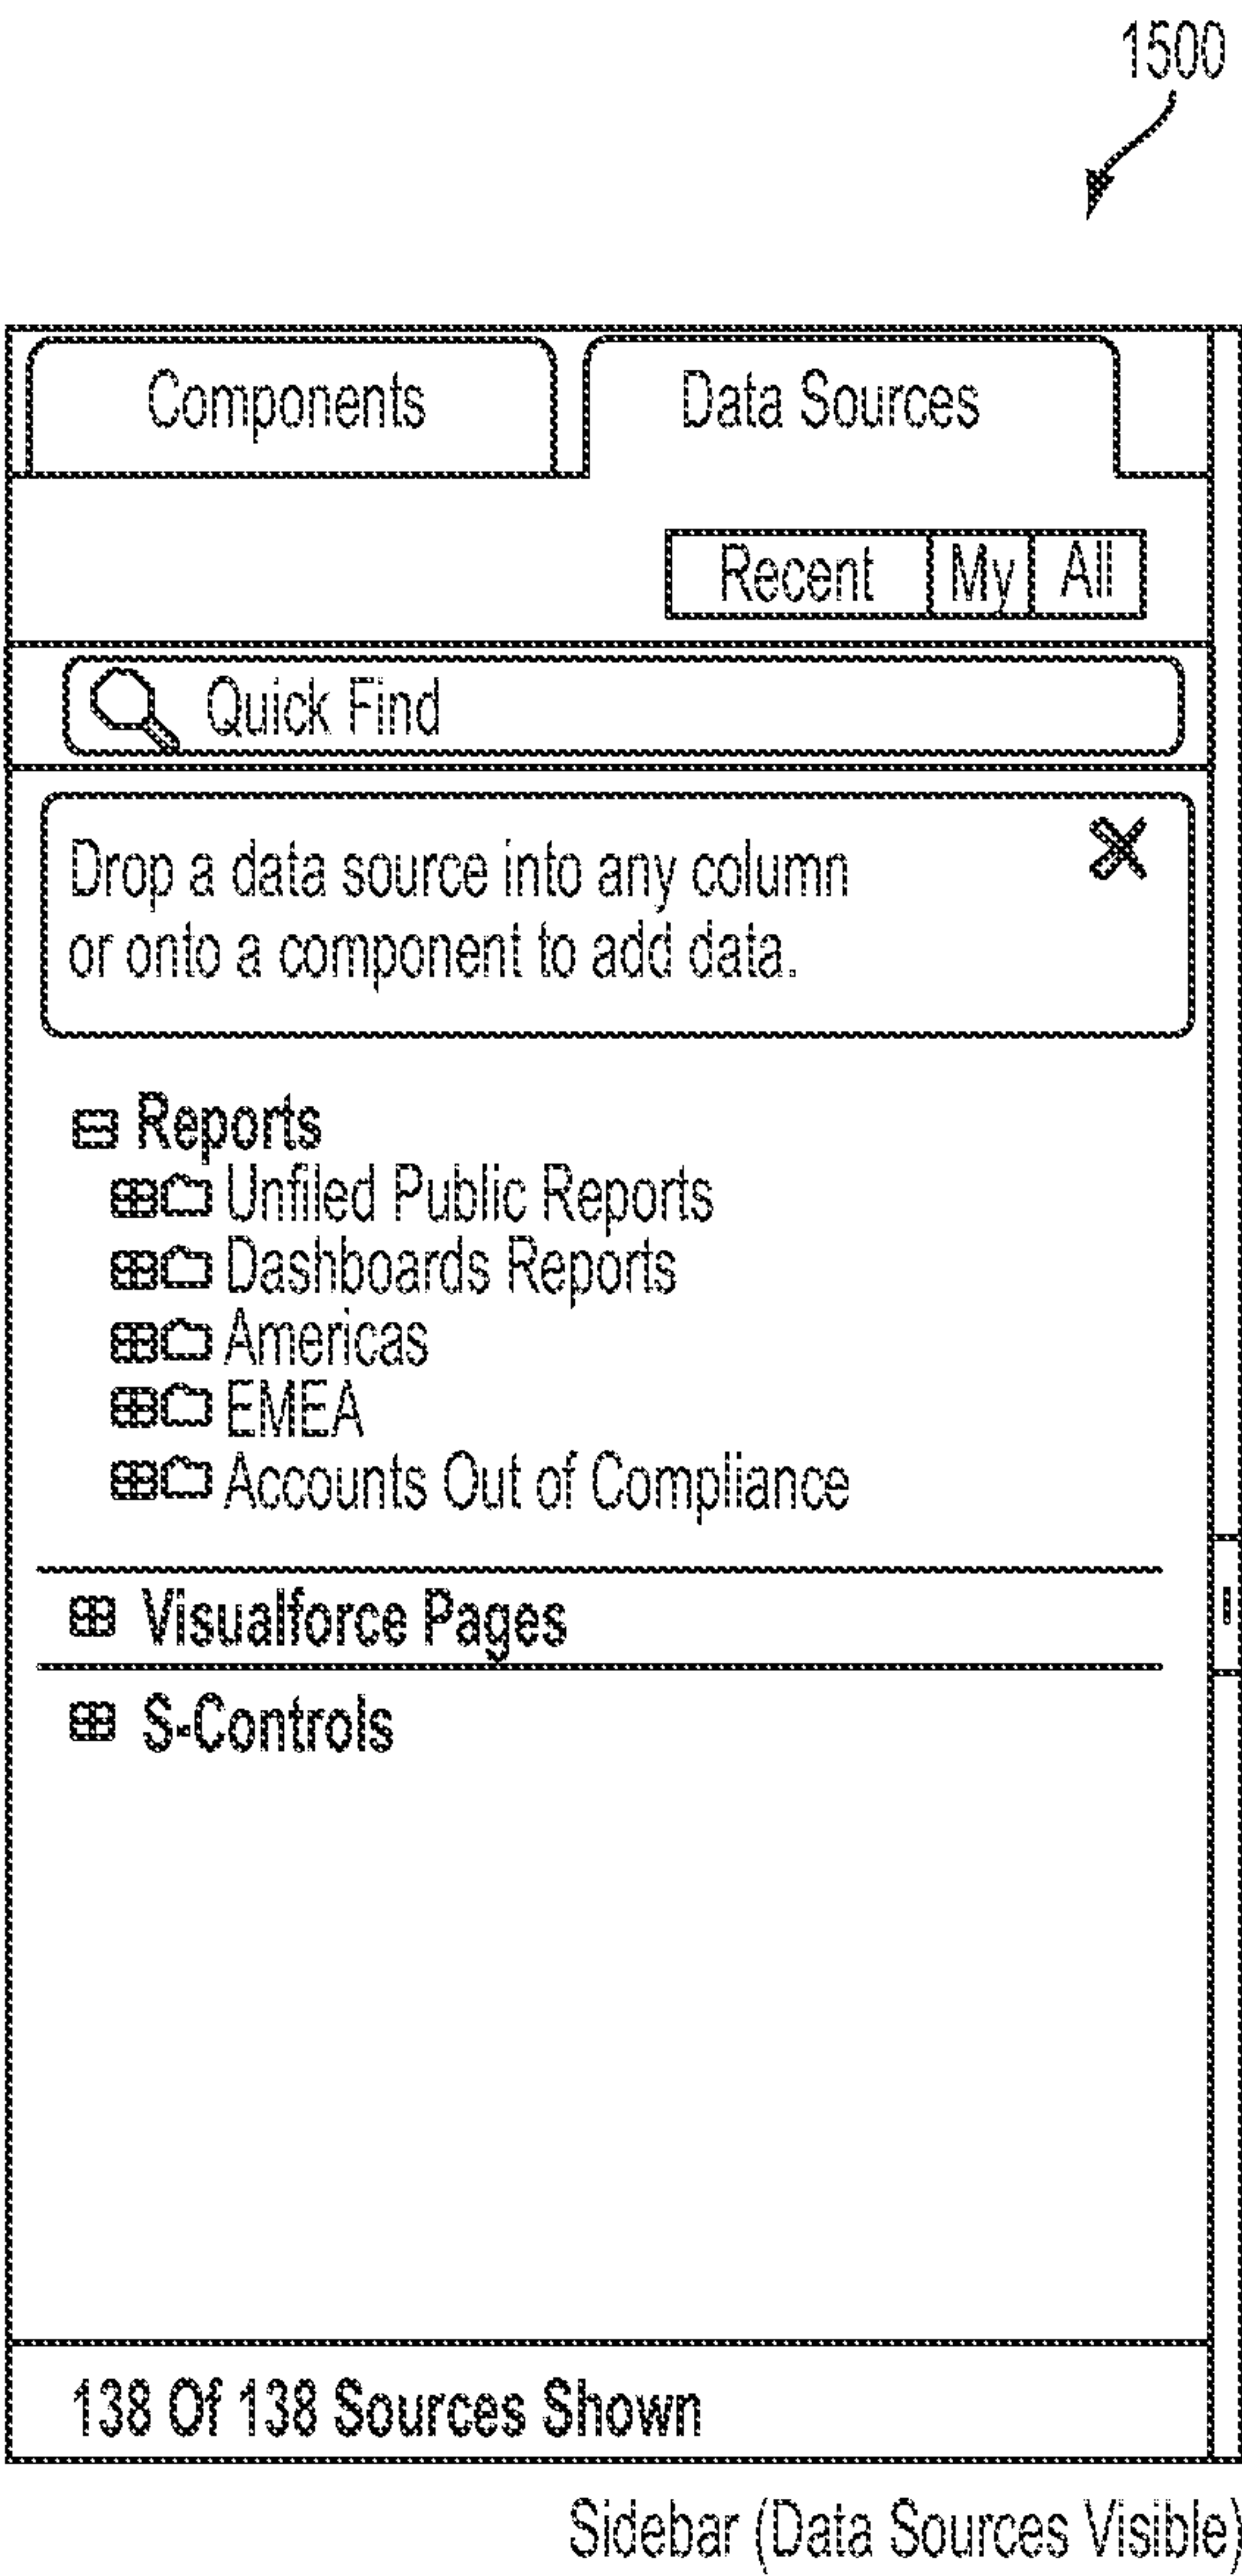 1500
Components Data Sources
Recent My All
Quick Find
Drop a data source into any column
or onto a component to add data.
Reports
Unfiled Public Reports
Dashboards Reports
Americas
EMEA
Accounts Out of Compliance
Visualforce Pages
S-Controls
138 Of 138 Sources Shown
Sidebar (Data Sources Visible)